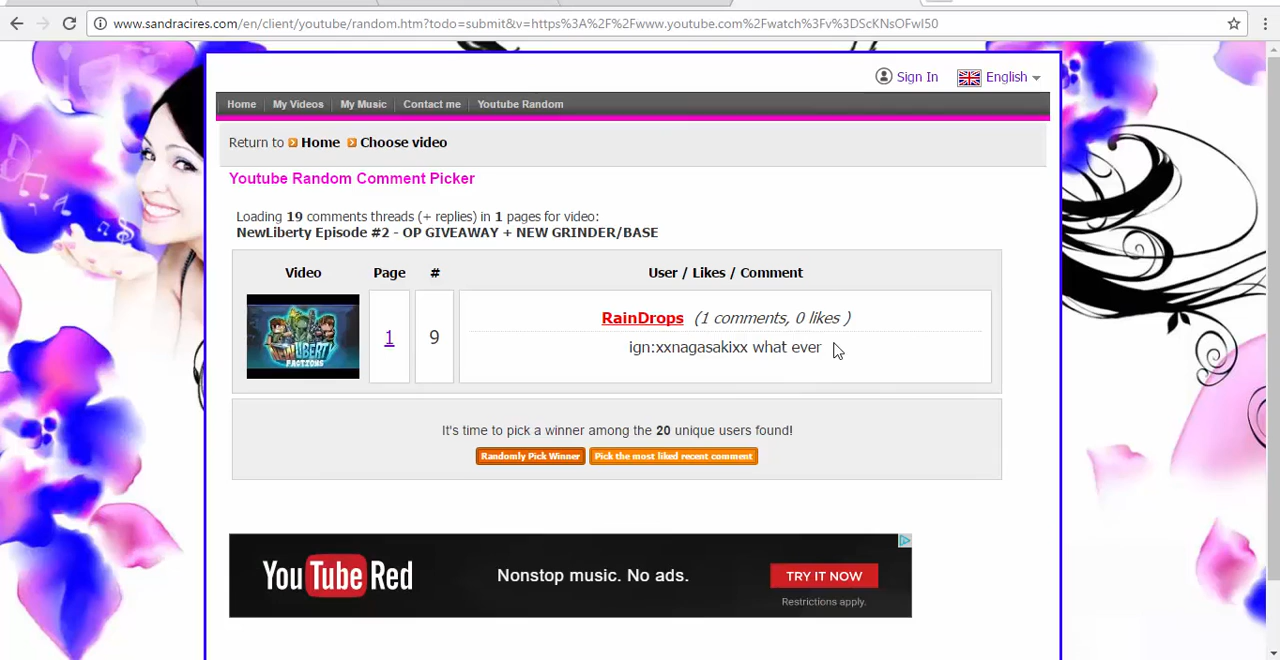 www.sandracires.com/en/client/youtube/random.htm?todo=submit&v=https%3A%2F%2Fwww.youtube.com%2Fwatch%3Fv%3DScKNsOFwI50
Sign In English
Home My Videos My Music Contact me Youtube Random
Return to Home Choose video
Youtube Random Comment Picker
Loading 19 comments threads (+ replies) in 1 pages for video:
NewLiberty Episode #2 - OP GIVEAWAY + NEW GRINDER/BASE
Video Page # User / Likes / Comment
RainDrops (1 comments, 0 likes )
NEWLIBERTY
FACTIONS
1 9 ign:xxnagasakixx what ever
It's time to pick a winner among the 20 unique users found!
Randomly Pick Winner Pick the most liked recent comment
YouTube Red Nonstop music. No ads. TRY IT NOW
Restrictions apply.